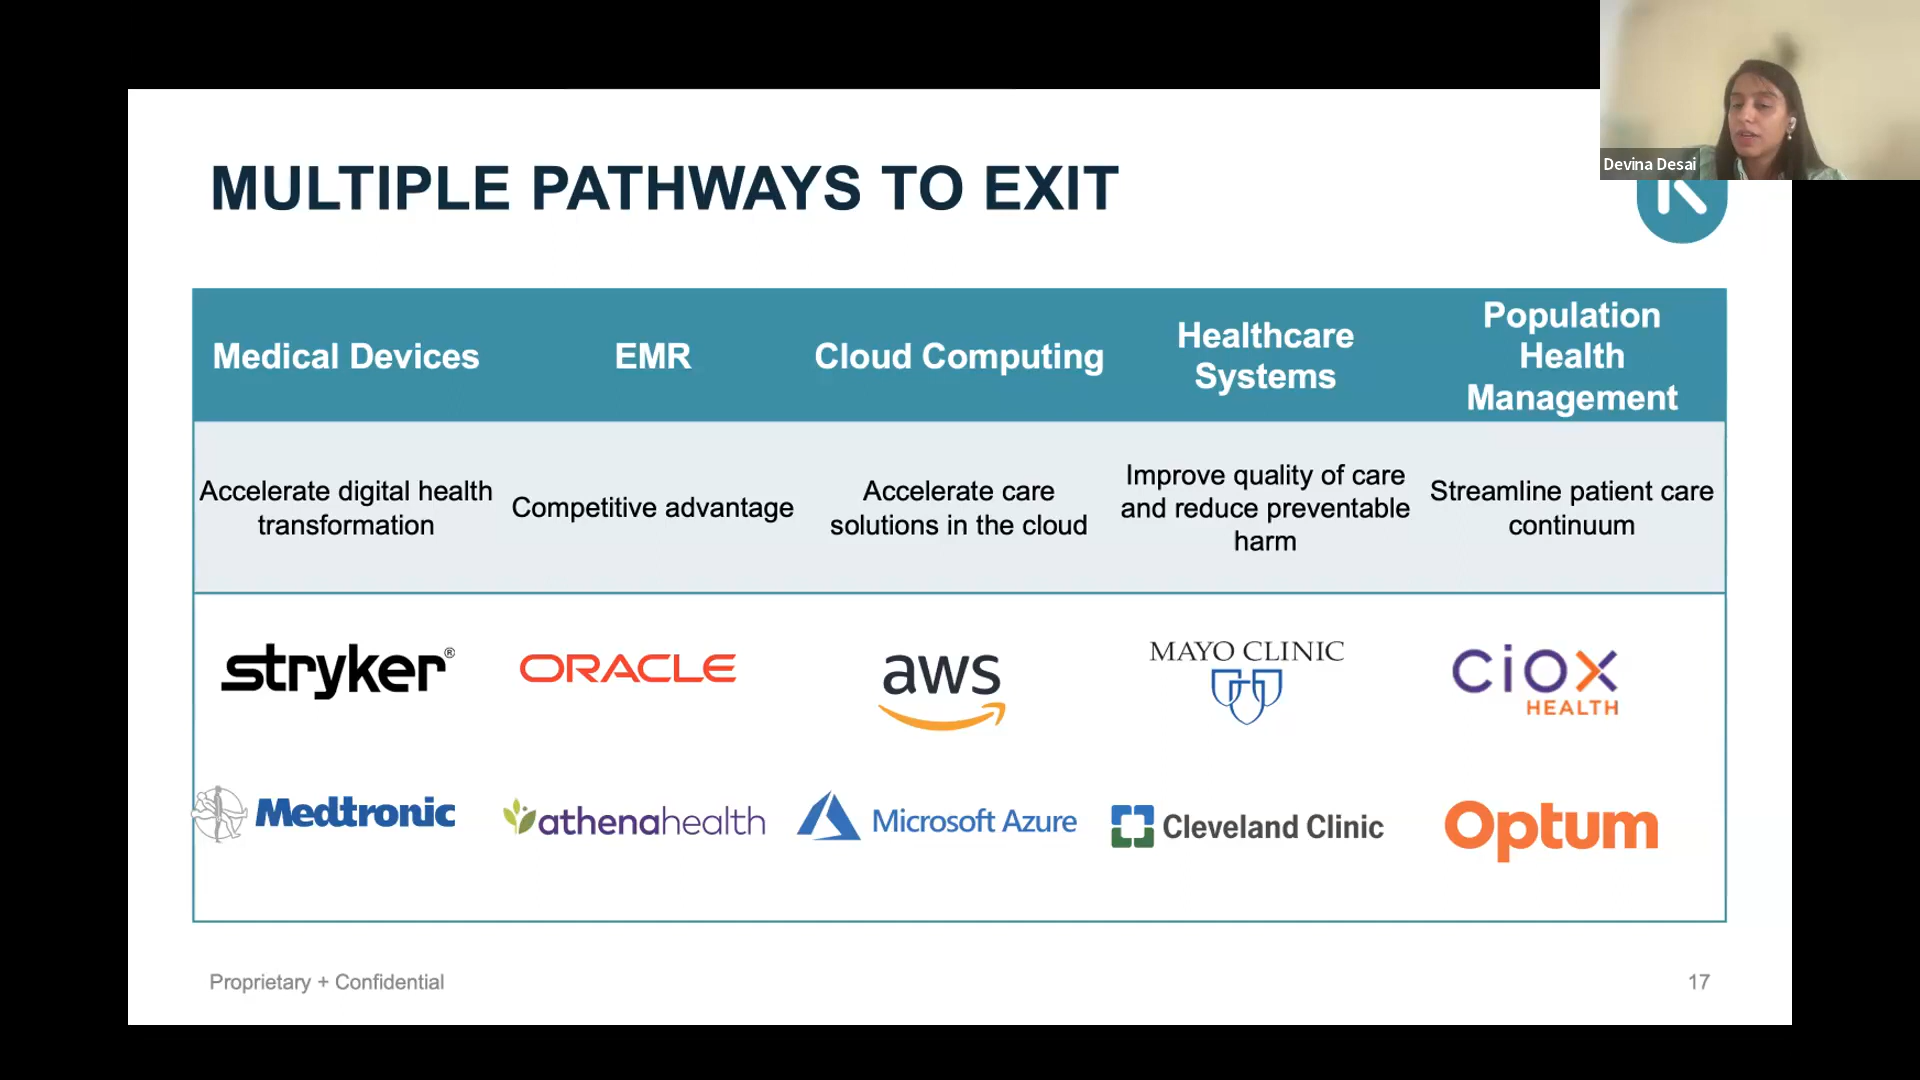 Devina Desai
MULTIPLE PATHWAYS TO EXIT
Medical Devices
EMR
Cloud Computing
Healthcare
Systems
Population
Health
Management
Accelerate digital health
transformation
Competitive advantage
Accelerate care
solutions in the cloud
Improve quality of care
and reduce preventable
harm
Streamline patient care
continuum
stryker®
ORACLE
aws
MAYO CLINIC
CiOX
HEALTH
Medtronic
athenahealth
Microsoft Azure
Cleveland Clinic
Optum
Proprietary + Confidential
17